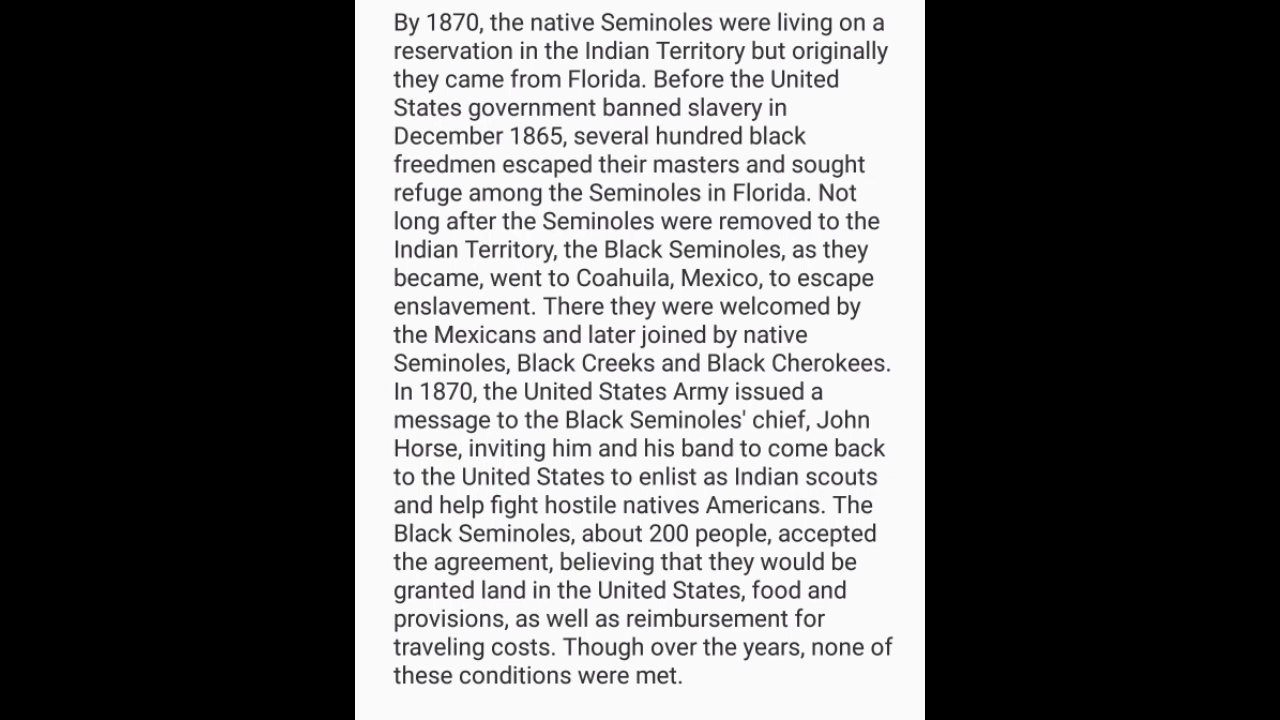 By 1870, the native Seminoles were living on a
reservation in the Indian Territory but originally
they came from Florida. Before the United
States government banned slavery in
December 1865, several hundred black
freedmen escaped their masters and sought
refuge among the Seminoles in Florida. Not
long after the Seminoles were removed to the
Indian Territory, the Black Seminoles, as they
became, went to Coahuila, Mexico, to escape
enslavement. There they were welcomed by
the Mexicans and later joined by native
Seminoles, Black Creeks and Black Cherokees.
In 1870, the United States Army issued a
message to the Black Seminoles' chief, John
Horse, inviting him and his band to come back
to the United States to enlist as Indian scouts
and help fight hostile natives Americans. The
Black Seminoles, about 200 people, accepted
the agreement, believing that they would be
granted land in the United States, food and
provisions, as well as reimbursement for
traveling costs. Though over the years, none of
these conditions were met.